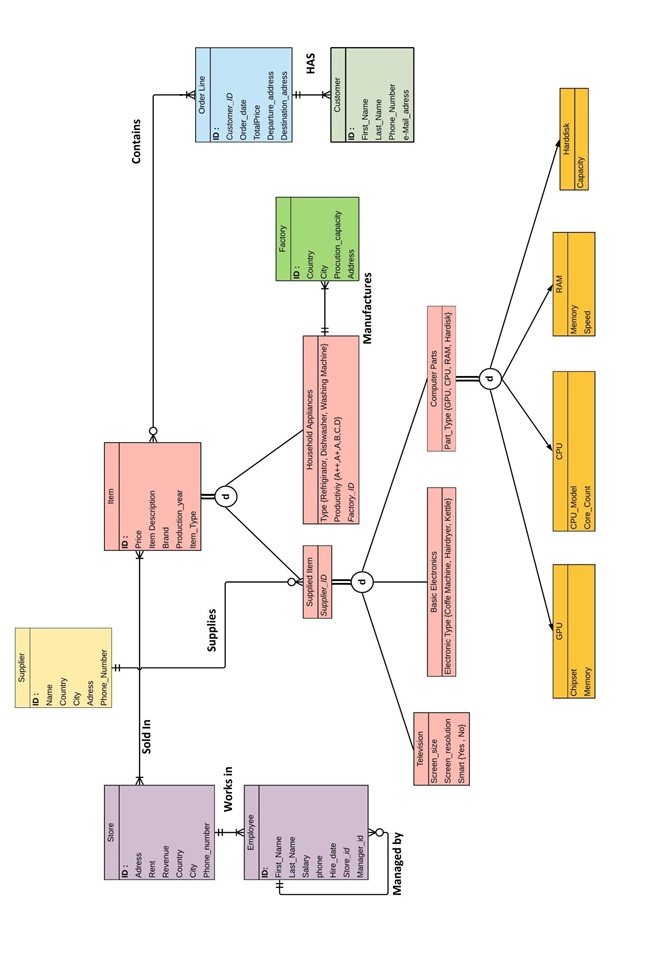 Supplier
ID :
Name
Country
City
Adress
Phone_Number
Store
ID :
Adress
Rent
Revenue
Country
City
Phone_number
Sold In
Item
ID :
Price
Item Description
Brand
Production_year
Item_Type
Contains
Order Line
ID :
Customer_ID
Order_date
TotalPrice
Departure_address
Destination_adress
Works in
Supplies
d
HAS
Employee
ID:
First_Name
Last_Name
Salary
phone
Hire_date
Store_id
Manager_id
Managed by
Supplied Item
Supplier_ID
Household Appliances
Type {Refrigirator, Dishwasher, Washing Machine}
Productiviy {A++,A+,A,B,C,D}
Factory_ID
Manufactures
Factory
ID :
Country
City
Procution_capacity
Address
Customer
ID :
First_Name
Last_Name
Phone_Number
e-Mail_adress
d
Television
Screen_size
Screen_resolution
Smart {Yes , No}
Basic Electronics
Electronic Type {Coffe Machine, Hairdryer, Kettle}
Computer Parts
Part_Type {GPU, CPU, RAM, Hardisk}
d
GPU
Chipset
Memory
CPU
CPU_Model
Core_Count
RAM
Memory
Speed
Harddisk
Capacity